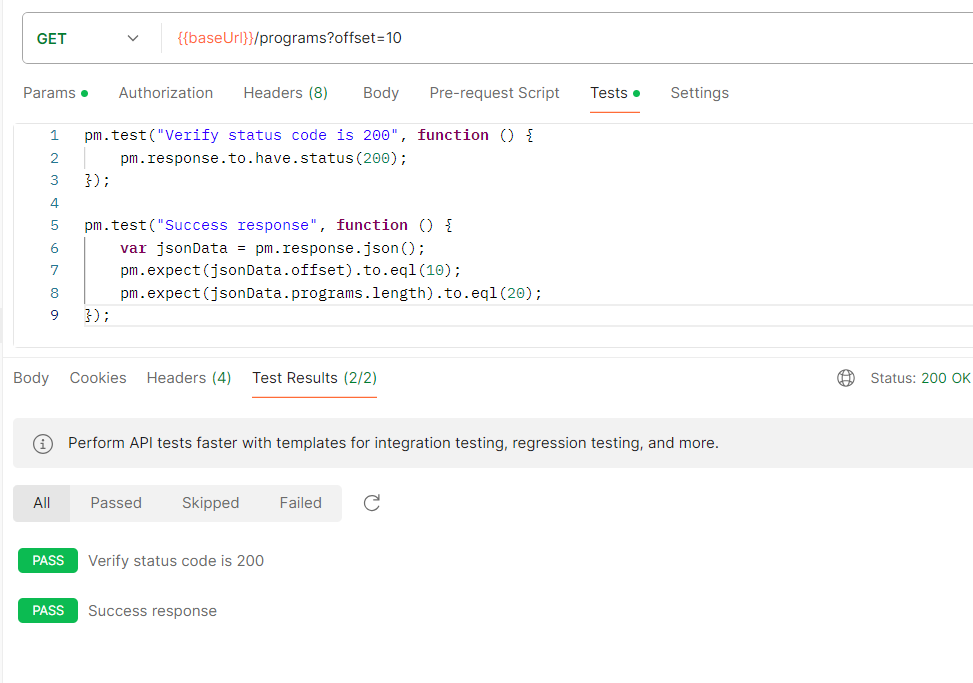 GET {{baseUrl}}/programs?offset=10
Params Authorization Headers (8) Body Pre-request Script Tests Settings
1 pm.test("Verify status code is 200", function () {
2     pm.response.to.have.status(200);
3 });
4
5 pm.test("Success response", function () {
6     var jsonData = pm.response.json();
7     pm.expect(jsonData.offset).to.eql(10);
8     pm.expect(jsonData.programs.length).to.eql(20);
9 });
Body Cookies Headers (4) Test Results (2/2) Status: 200 OK
Perform API tests faster with templates for integration testing, regression testing, and more.
All Passed Skipped Failed
PASS Verify status code is 200
PASS Success response